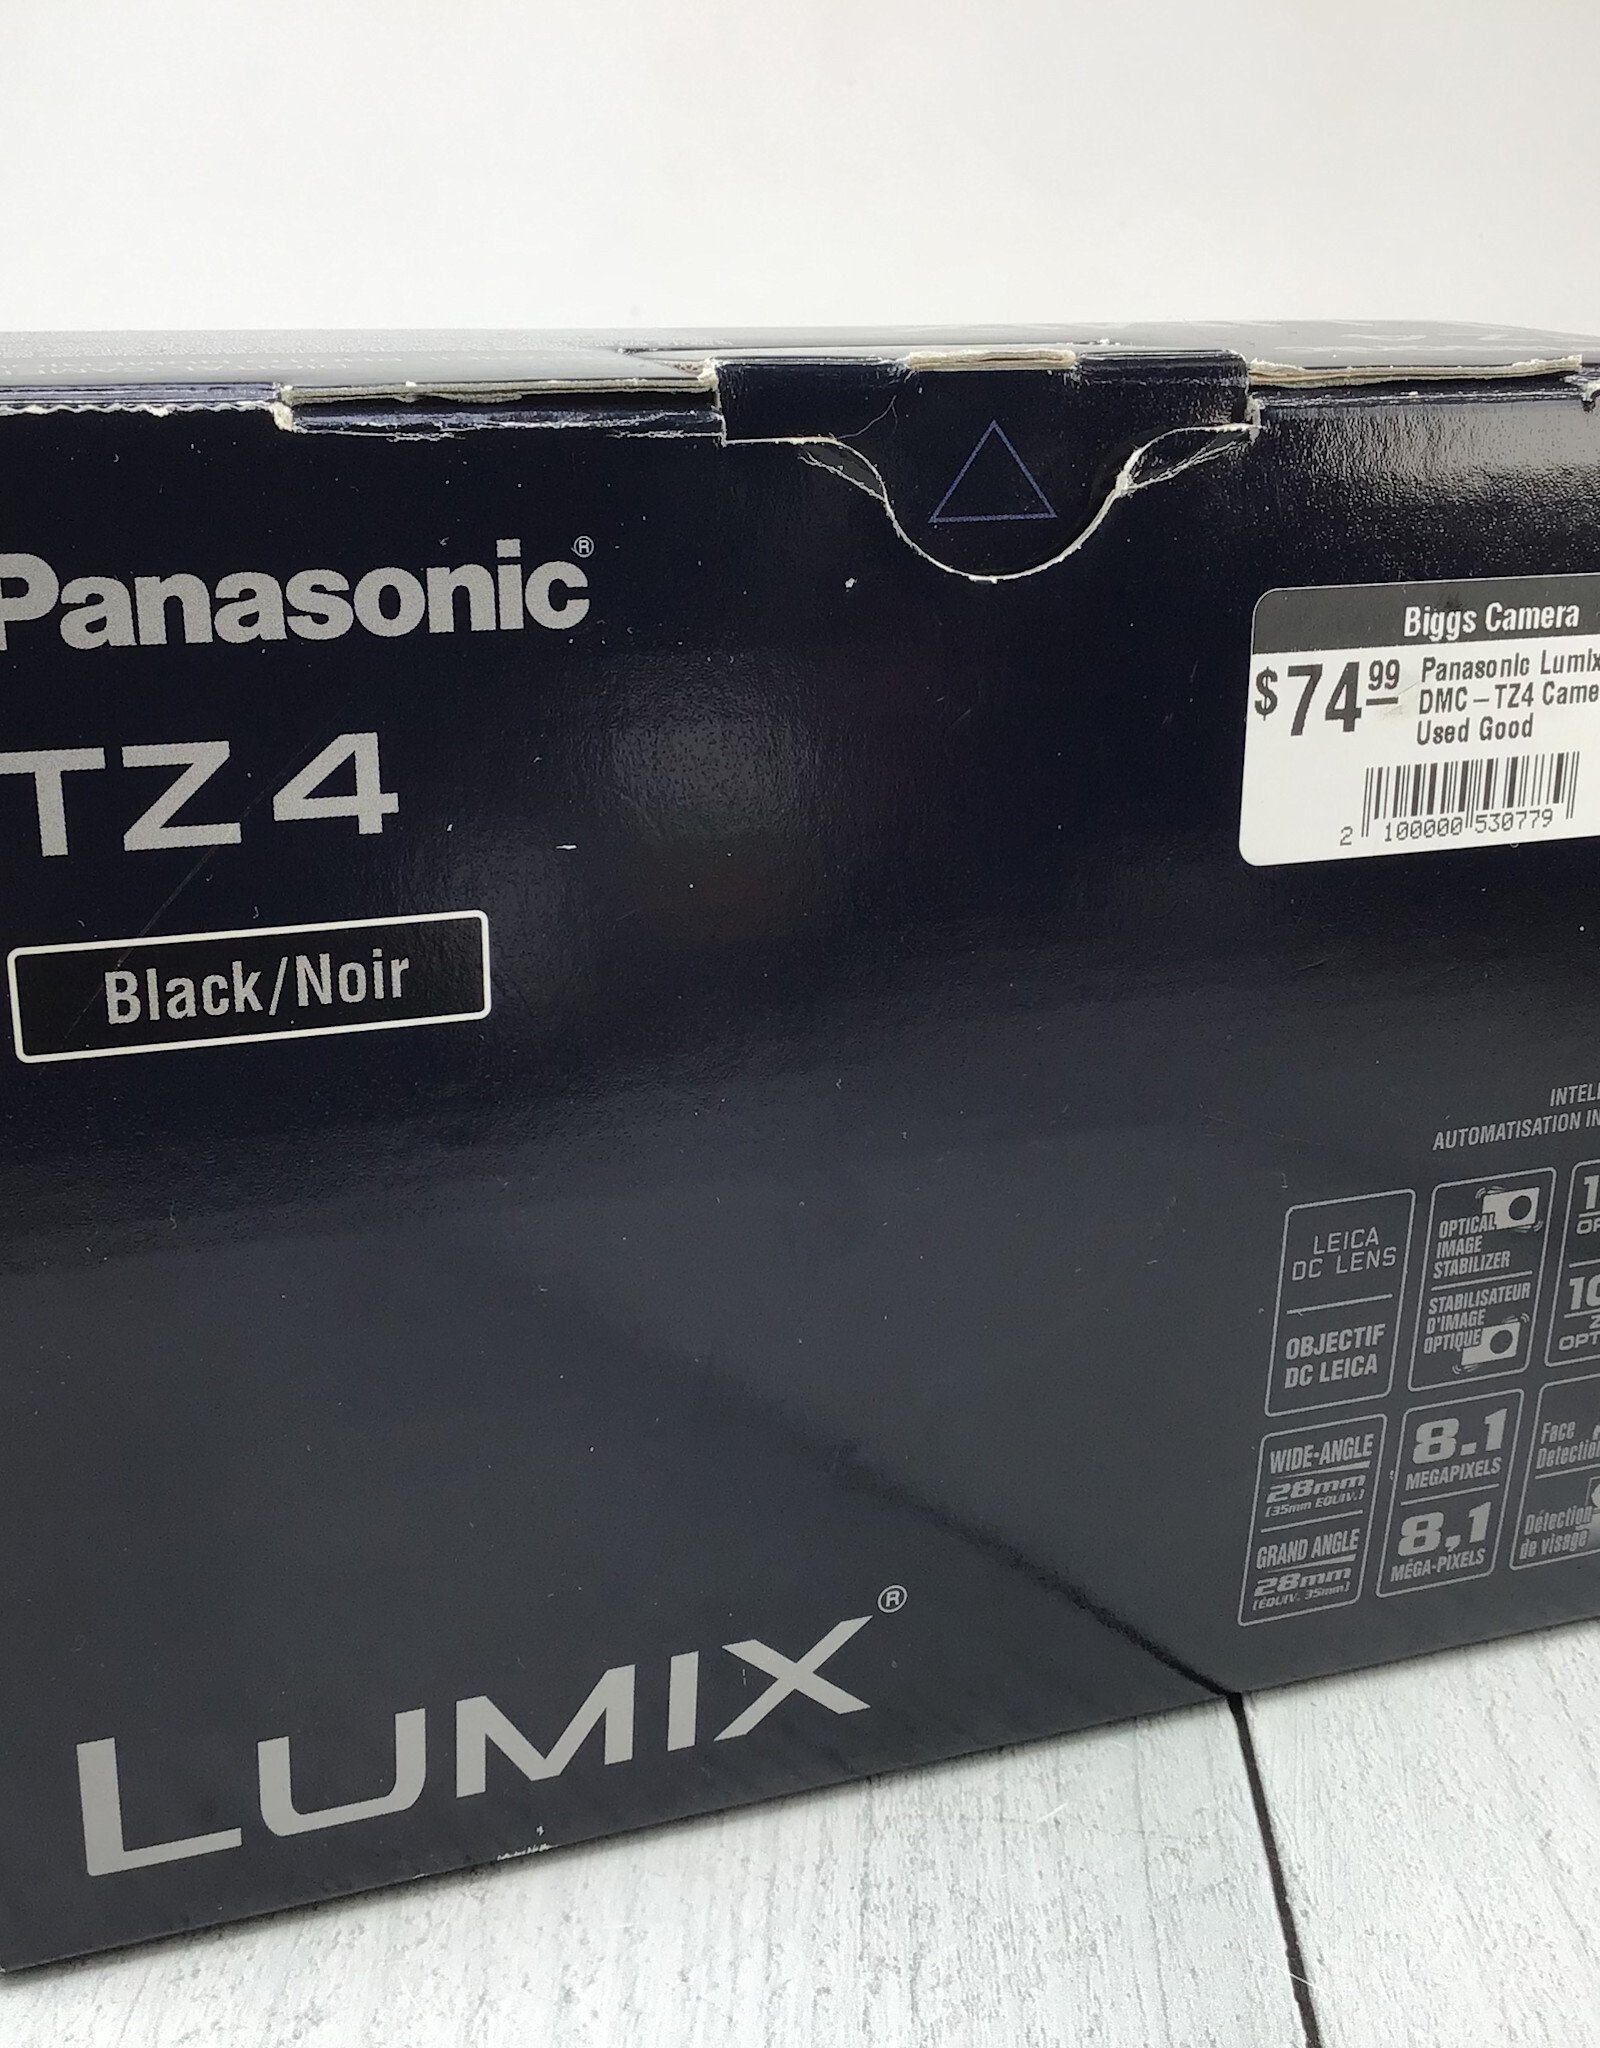 Panasonic®
TZ4
Black/Noir
Biggs Camera
$74.99
Panasonic Lumix
DMC-TZ4
Used Good
2 100000 530779
AUTOMATISATION
LEICA
DC LENS
OBJECTIF
DC LEICA
OPTICAL
IMAGE
STABILIZER
STABILISATEUR
D'IMAGE
OPTIQUE
WIDE-ANGLE
28mm
[35mm EQUIV.]
GRAND ANGLE
28mm
[ÉQUIV. 35mm]
8.1
MEGAPIXELS
8,1
MÉGA-PIXELS
Face
Detection
Détection
de visage
LUMIX®